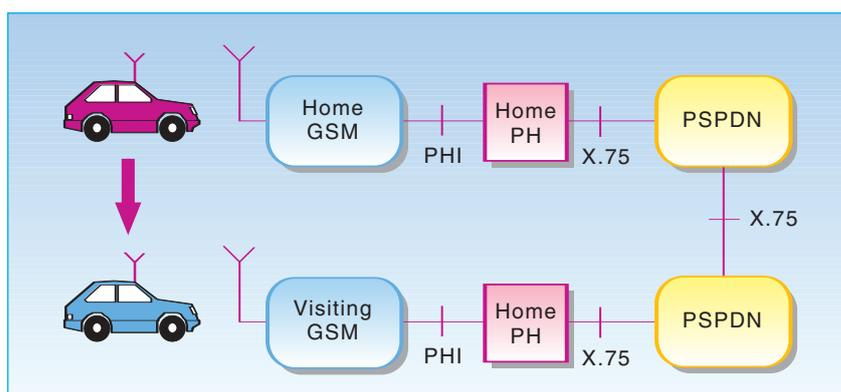 Home
GSM
PHI
Home
PH
X.75
PSPDN
X.75
Visiting
GSM
PHI
Home
PH
X.75
PSPDN